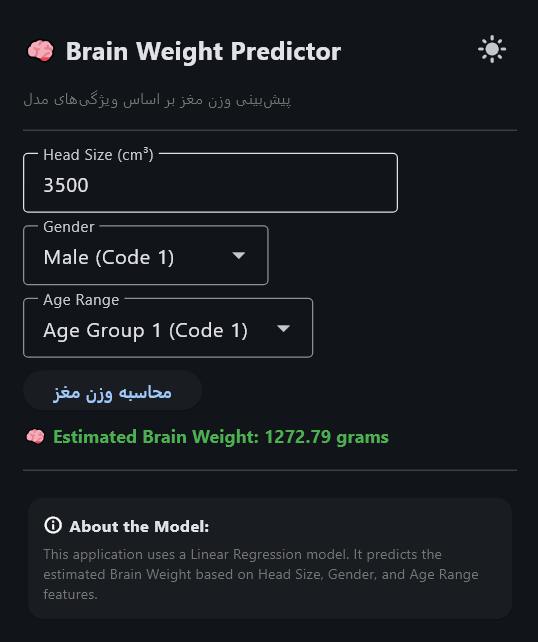 🧠 Brain Weight Predictor
پیش‌بینی وزن مغز بر اساس ویژگی‌های مدل
Head Size (cm³)
3500
Gender
Male (Code 1)
Age Range
Age Group 1 (Code 1)
محاسبه وزن مغز
🧠 Estimated Brain Weight: 1272.79 grams
About the Model:
This application uses a Linear Regression model. It predicts the
estimated Brain Weight based on Head Size, Gender, and Age Range
features.